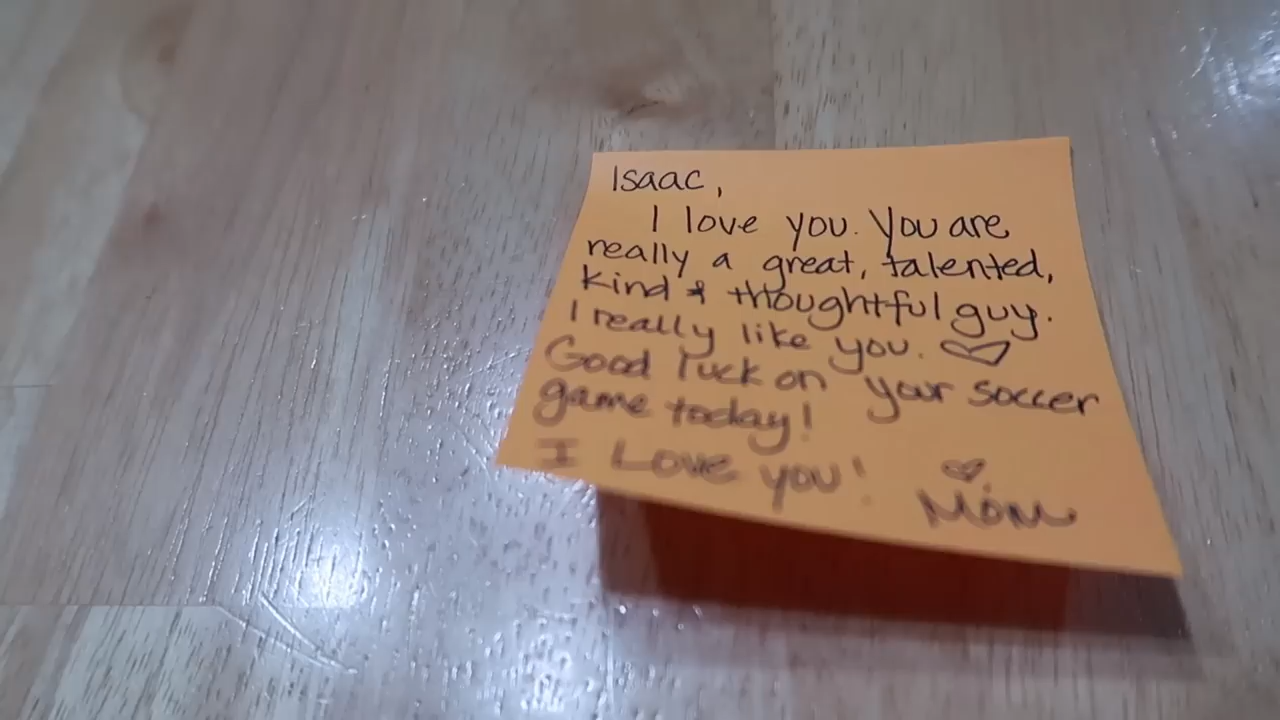 Isaac,
I love you. You are
really a great, talented,
kind & thoughtful guy.
I really like you. ♡
Good luck on your soccer
game today!
I Love you! ♡,
Mom